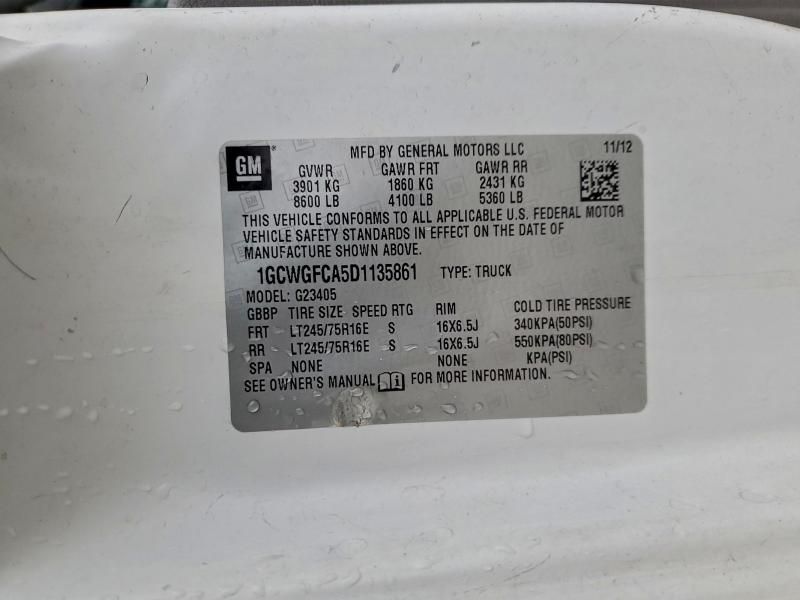 GM
MFD BY GENERAL MOTORS LLC 11/12
GVWR GAWR FRT GAWR RR
3901 KG 1860 KG 2431 KG
8600 LB 4100 LB 5360 LB
THIS VEHICLE CONFORMS TO ALL APPLICABLE U.S. FEDERAL MOTOR
VEHICLE SAFETY STANDARDS IN EFFECT ON THE DATE OF
MANUFACTURE SHOWN ABOVE.
1GCWGFCA5D1135861 TYPE: TRUCK
MODEL: G23405
GBBP TIRE SIZE SPEED RTG RIM COLD TIRE PRESSURE
FRT LT245/75R16E S 16X6.5J 340KPA(50PSI)
RR LT245/75R16E S 16X6.5J 550KPA(80PSI)
SPA NONE NONE KPA(PSI)
SEE OWNER'S MANUAL FOR MORE INFORMATION.